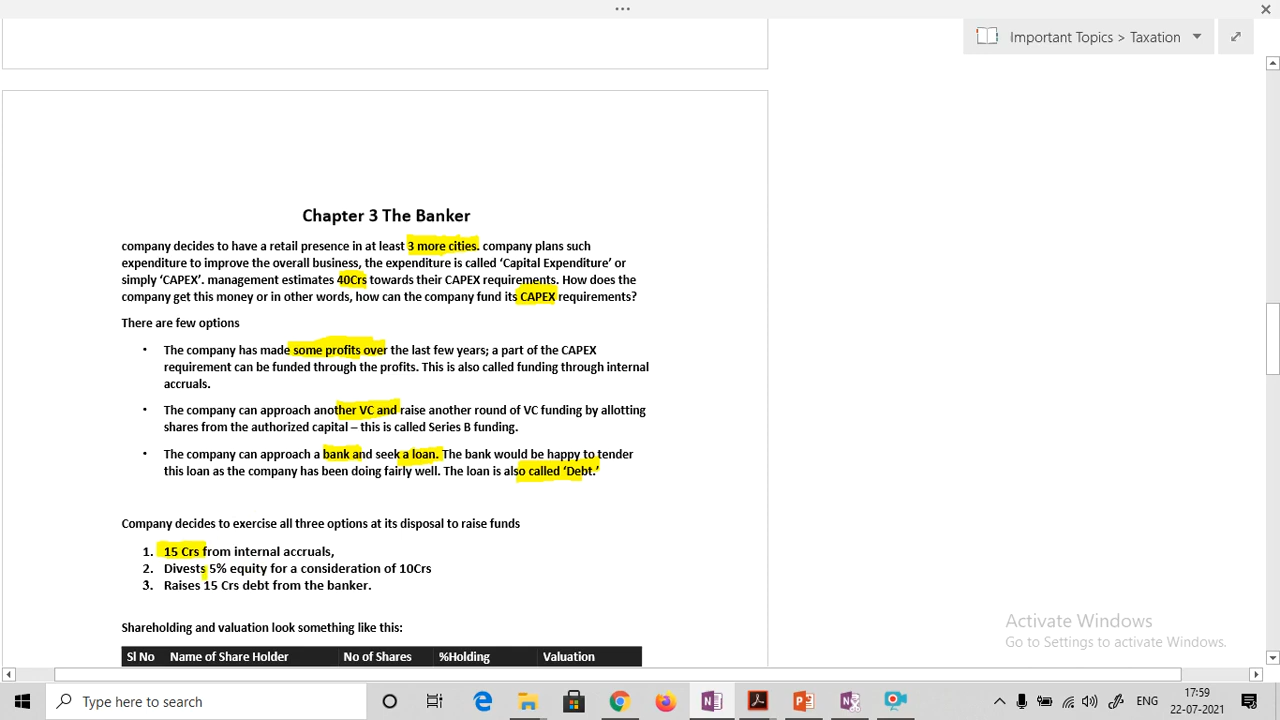 Important Topics > Taxation
Chapter 3 The Banker
company decides to have a retail presence in at least 3 more cities. company plans such
expenditure to improve the overall business, the expenditure is called ‘Capital Expenditure’ or
simply ‘CAPEX’. management estimates 40Crs towards their CAPEX requirements. How does the
company get this money or in other words, how can the company fund its CAPEX requirements?
There are few options
• The company has made some profits over the last few years; a part of the CAPEX
requirement can be funded through the profits. This is also called funding through internal
accruals.
• The company can approach another VC and raise another round of VC funding by allotting
shares from the authorized capital – this is called Series B funding.
• The company can approach a bank and seek a loan. The bank would be happy to tender
this loan as the company has been doing fairly well. The loan is also called ‘Debt.’
Company decides to exercise all three options at its disposal to raise funds
1. 15 Crs from internal accruals,
2. Divests 5% equity for a consideration of 10Crs
3. Raises 15 Crs debt from the banker.
Shareholding and valuation look something like this:
Sl No Name of Share Holder No of Shares %Holding Valuation
Activate Windows
Go to Settings to activate Windows.
Type here to search
ENG
17:59
22-07-2021